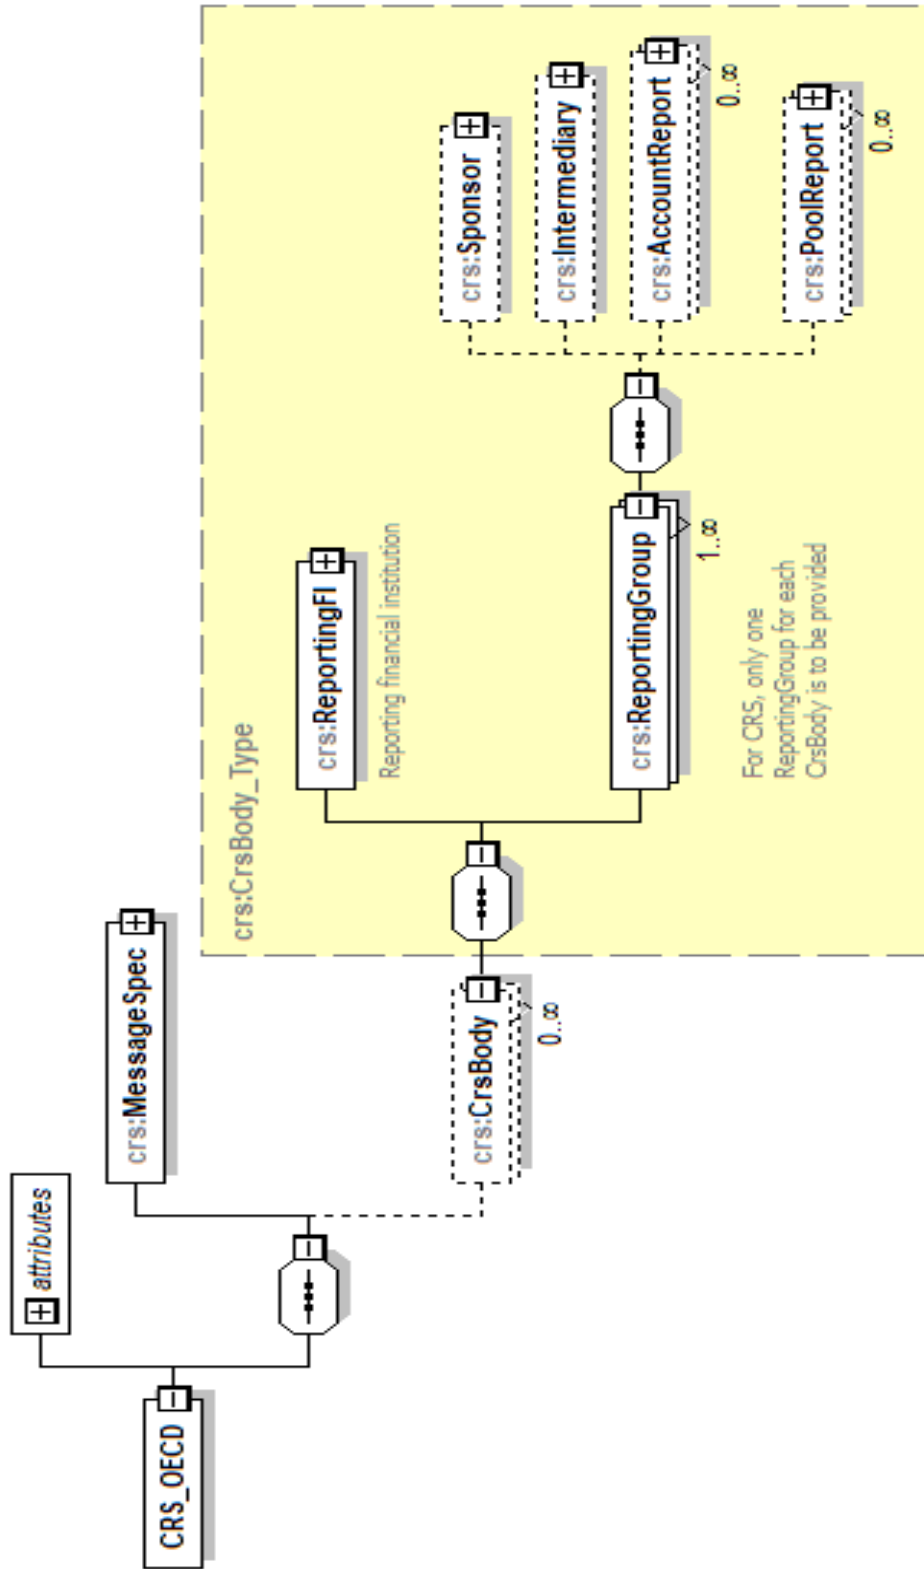 CRS_OECD
attributes
crs:MessageSpec
crs:CrsBody
0..∞
crs:CrsBody_Type
crs:ReportingFI
Reporting financial institution
crs:ReportingGroup
1..∞
For CRS, only one
ReportingGroup for each
CrsBody is to be provided
crs:Sponsor
crs:Intermediary
crs:AccountReport
0..∞
crs:PoolReport
0..∞